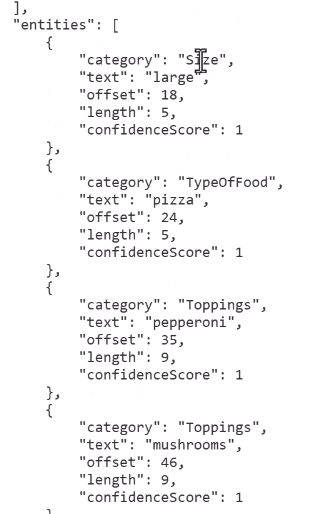 ],
"entities": [
{
"category": "Size",
"text": "large",
"offset": 18,
"length": 5,
"confidenceScore": 1
},
{
"category": "TypeOfFood",
"text": "pizza",
"offset": 24,
"length": 5,
"confidenceScore": 1
},
{
"category": "Toppings",
"text": "pepperoni",
"offset": 35,
"length": 9,
"confidenceScore": 1
},
{
"category": "Toppings",
"text": "mushrooms",
"offset": 46,
"length": 9,
"confidenceScore": 1
}